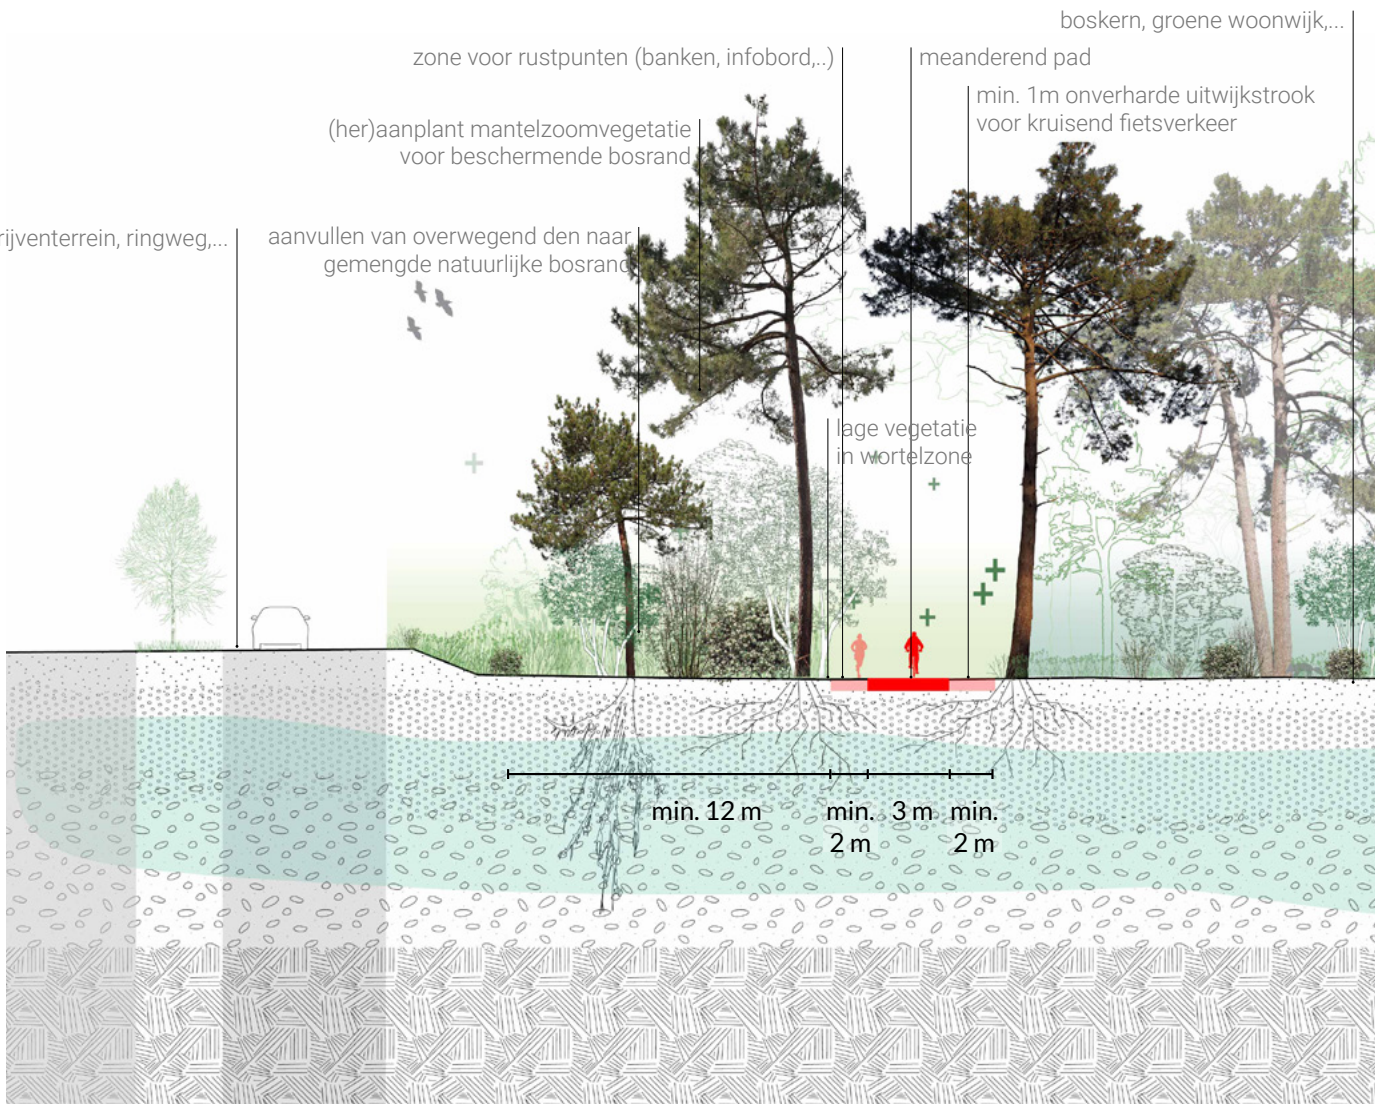 boskern, groene woonwijk,...
zone voor rustpunten (banken, infobord,..)
meanderend pad
min. 1m onverharde uitwijkstrook
voor kruisend fietsverkeer
(her)aanplant mantelzoomvegetatie
voor beschermende bosrand
rijventerrein, ringweg,...
aanvullen van overwegend den naar
gemengde natuurlijke bosrand
lage vegetatie
in wortelzone
min. 12 m
min.
2 m
3 m
min.
2 m